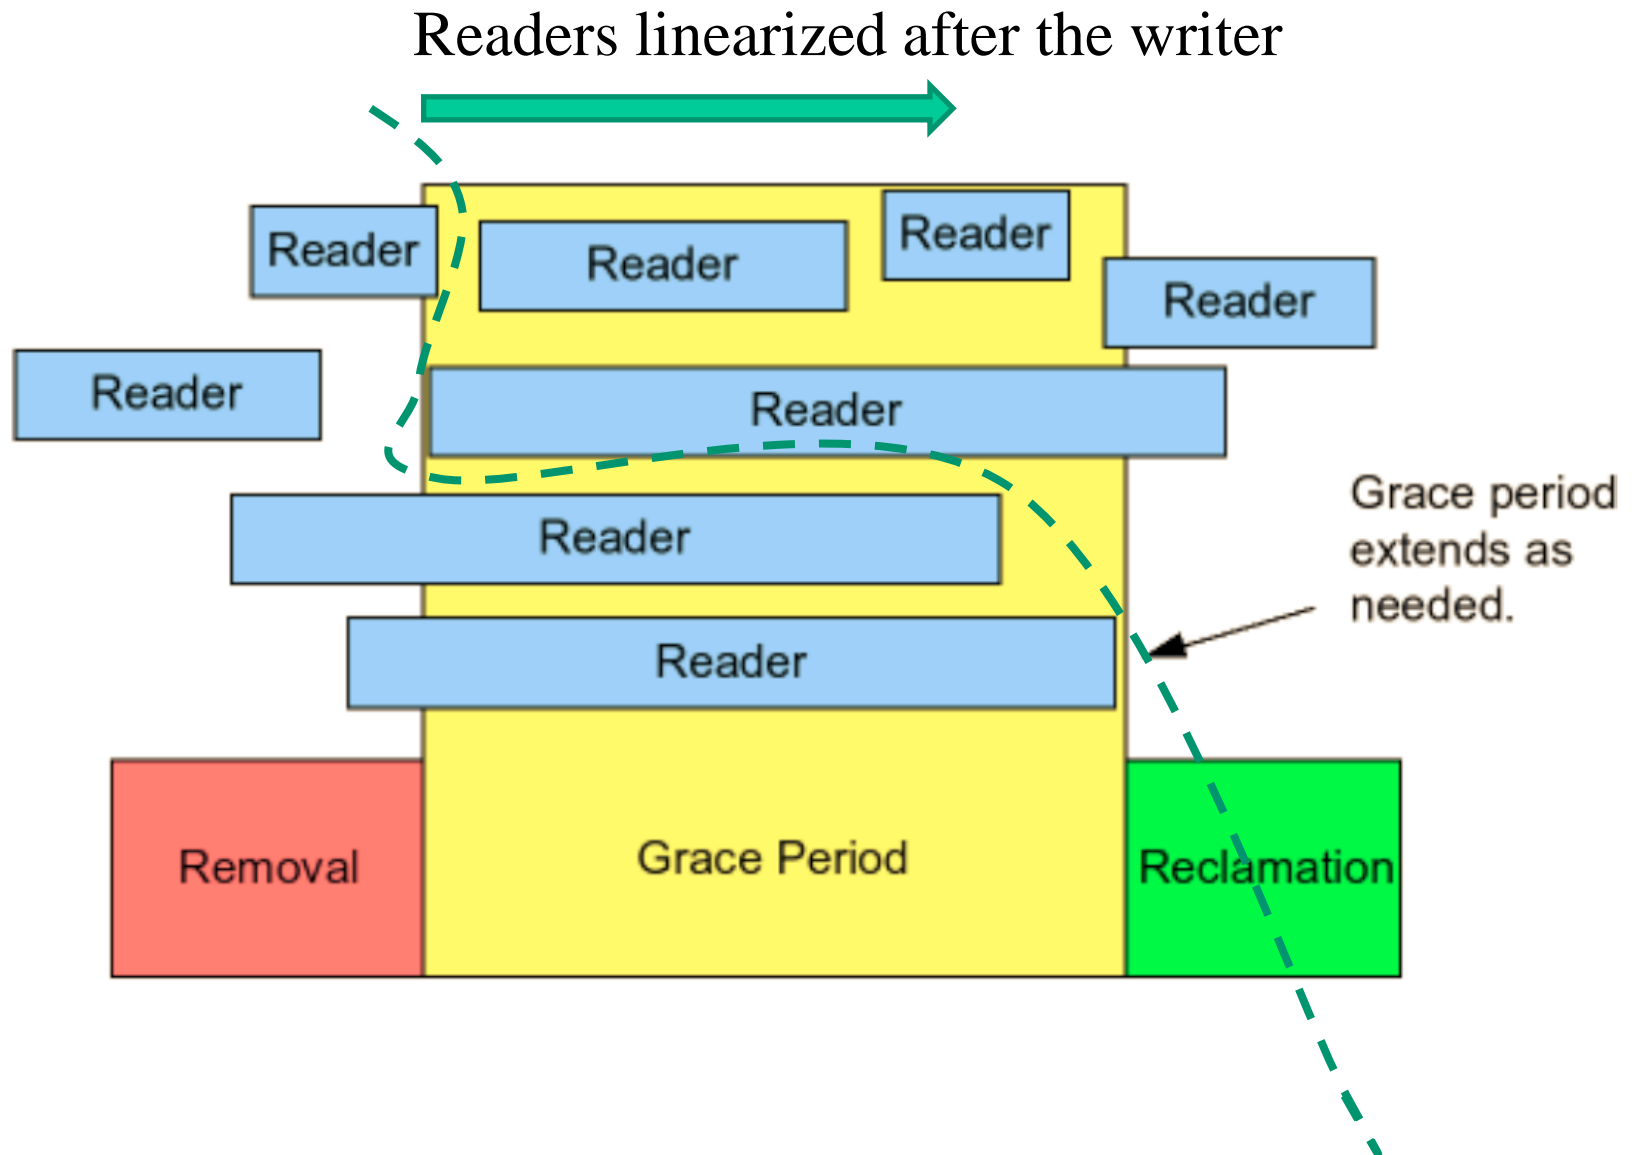 Readers linearized after the writer
Reader
Reader
Reader
Reader
Reader
Reader
Reader
Reader
Grace period
extends as
needed.
Removal
Grace Period
Reclamation